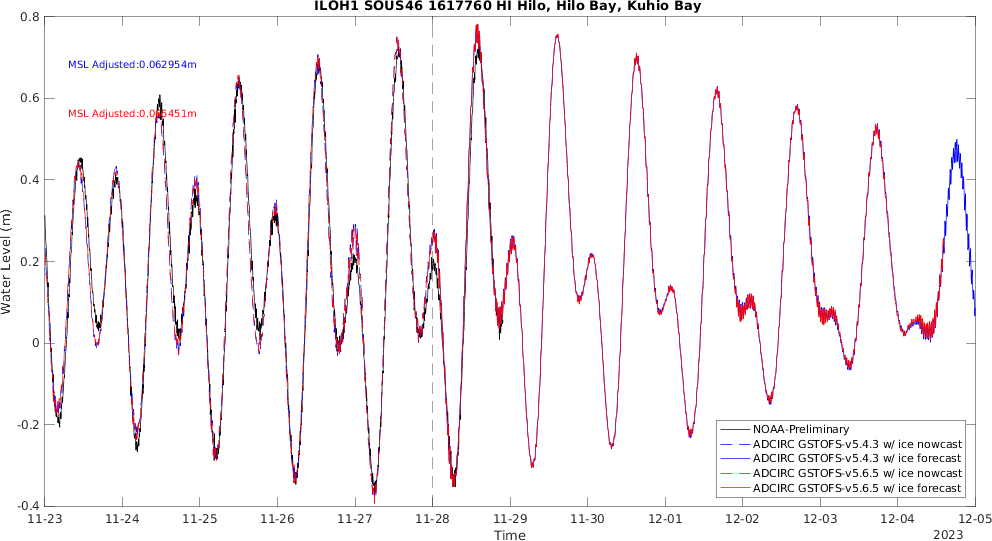 ILOH1 SOUS46 1617760 HI Hilo, Hilo Bay, Kuhio Bay
0.8
MSL Adjusted:0.062954m
0.6
MSL Adjusted:0.065451m
0.4
Water Level (m)
0.2
0
-0.2
NOAA-Preliminary
ADCIRC GSTOFS-v5.4.3 w/ ice nowcast
ADCIRC GSTOFS-v5.4.3 w/ ice forecast
ADCIRC GSTOFS-v5.6.5 w/ ice nowcast
ADCIRC GSTOFS-v5.6.5 w/ ice forecast
-0.4
11-23 11-24 11-25 11-26 11-27 11-28 11-29 11-30 12-01 12-02 12-03 12-04 12-05
Time
2023